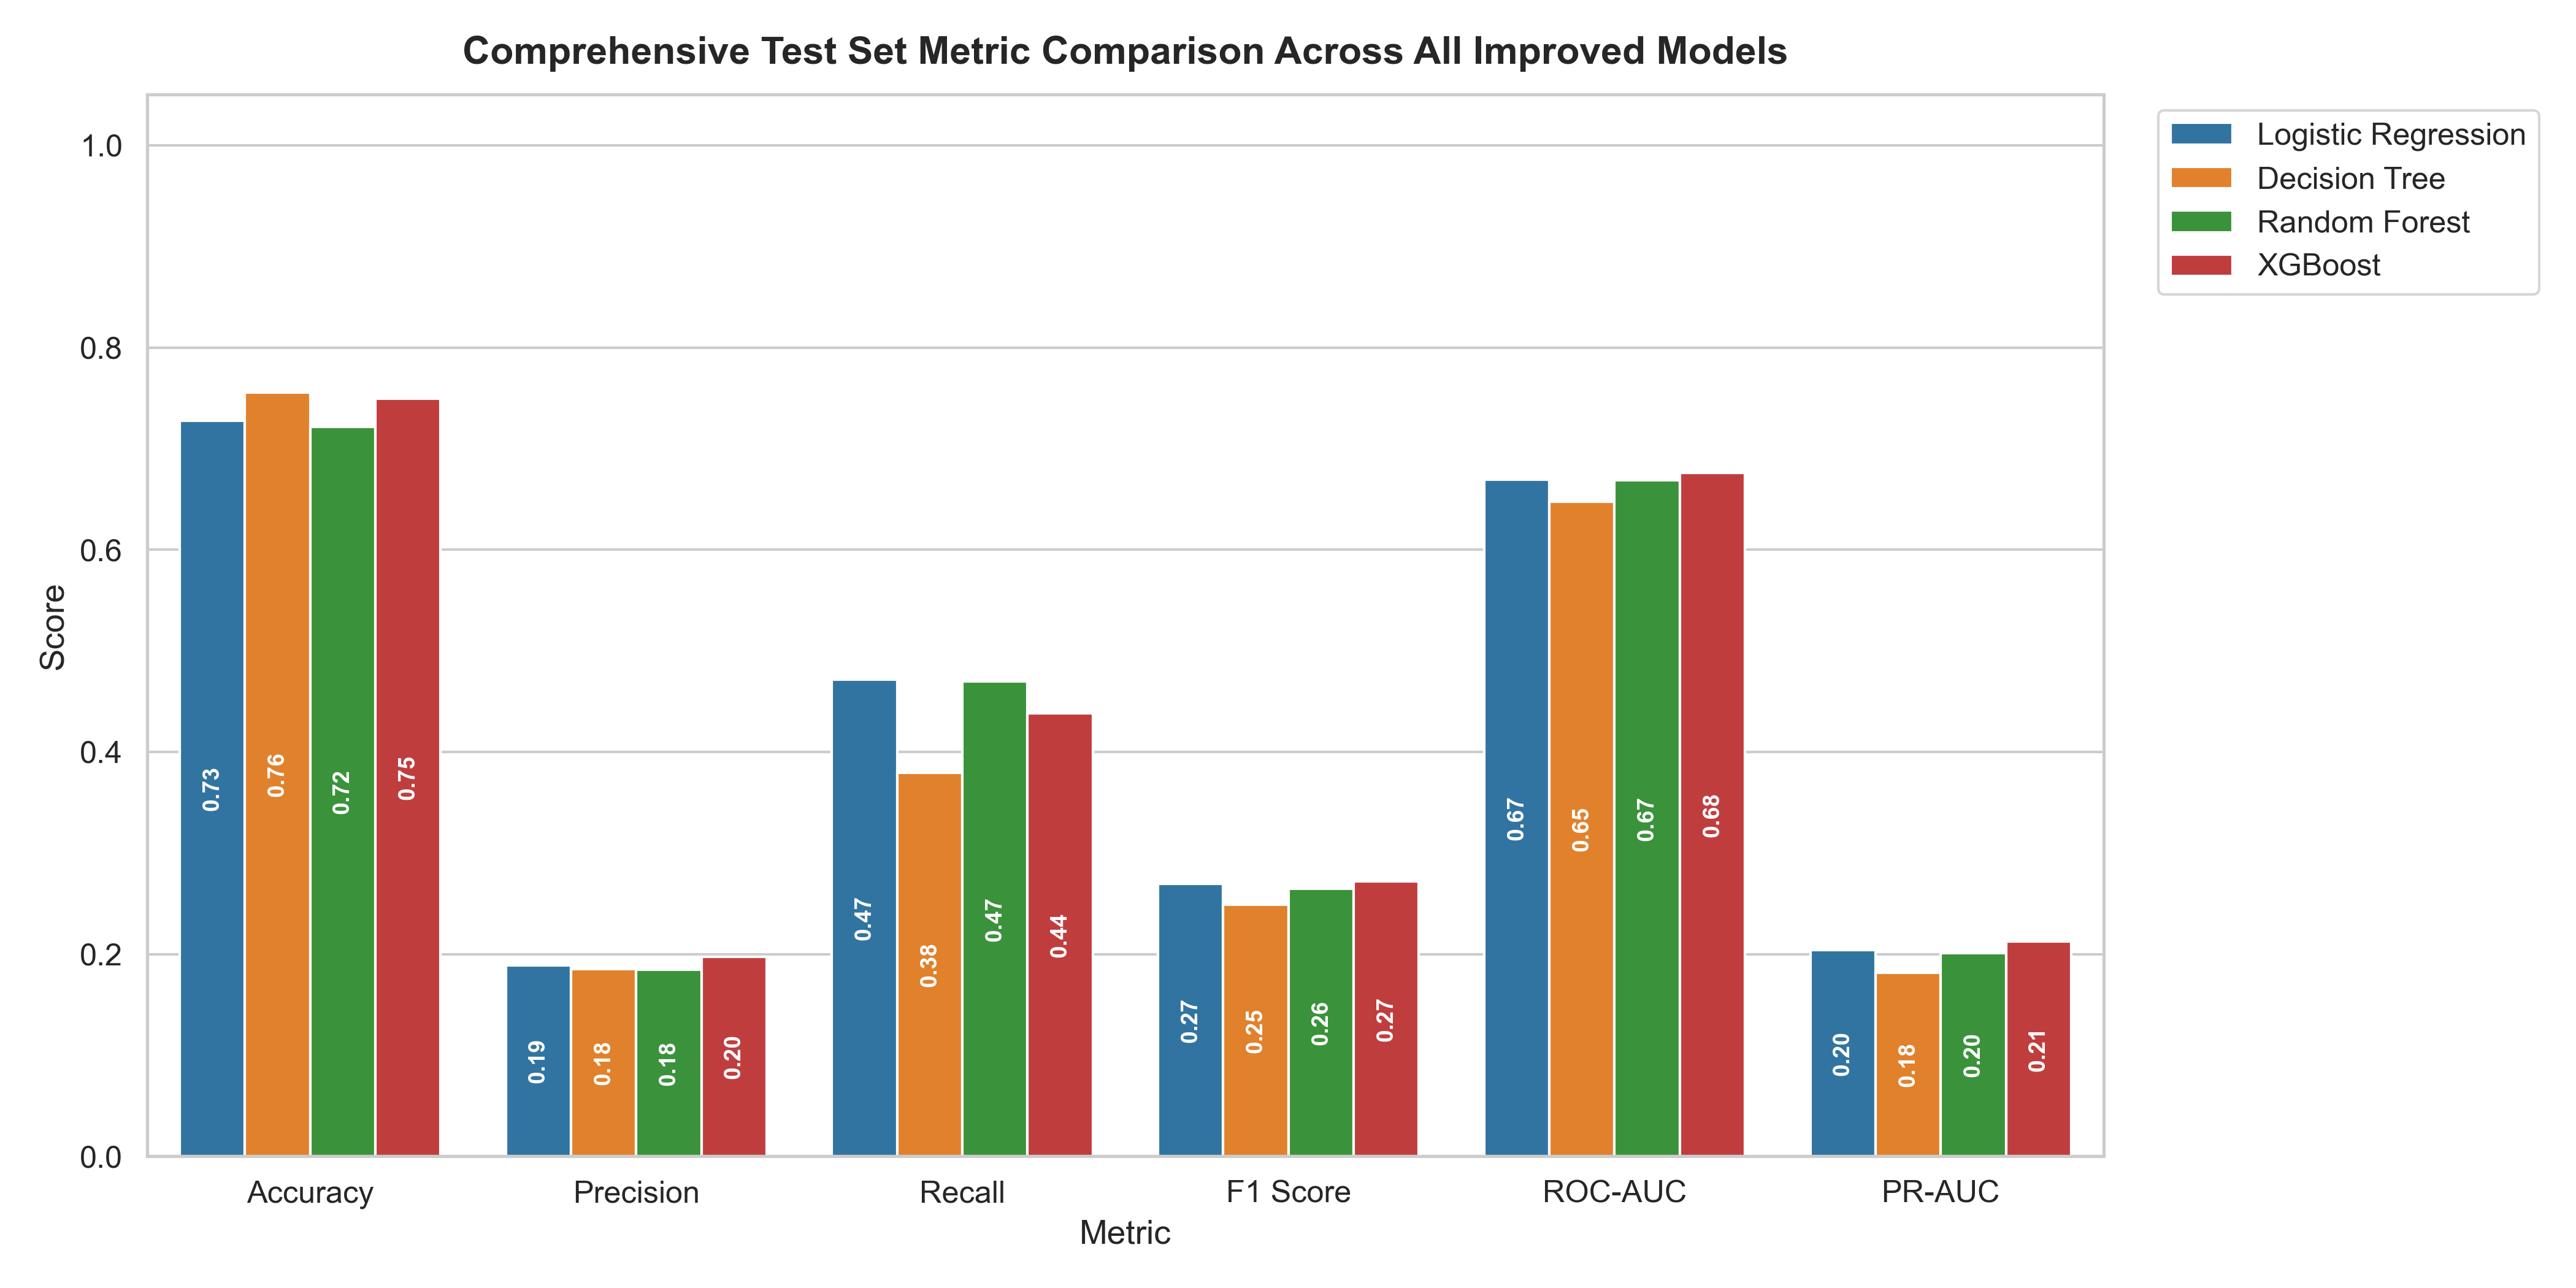 Comprehensive Test Set Metric Comparison Across All Improved Models
Logistic Regression
Decision Tree
Random Forest
XGBoost
Score
1.0
0.8
0.6
0.4
0.2
0.0
0.73
0.76
0.72
0.75
0.19
0.18
0.18
0.20
0.47
0.38
0.47
0.44
0.27
0.25
0.26
0.27
0.67
0.65
0.67
0.68
0.20
0.18
0.20
0.21
Accuracy
Precision
Recall
F1 Score
ROC-AUC
PR-AUC
Metric